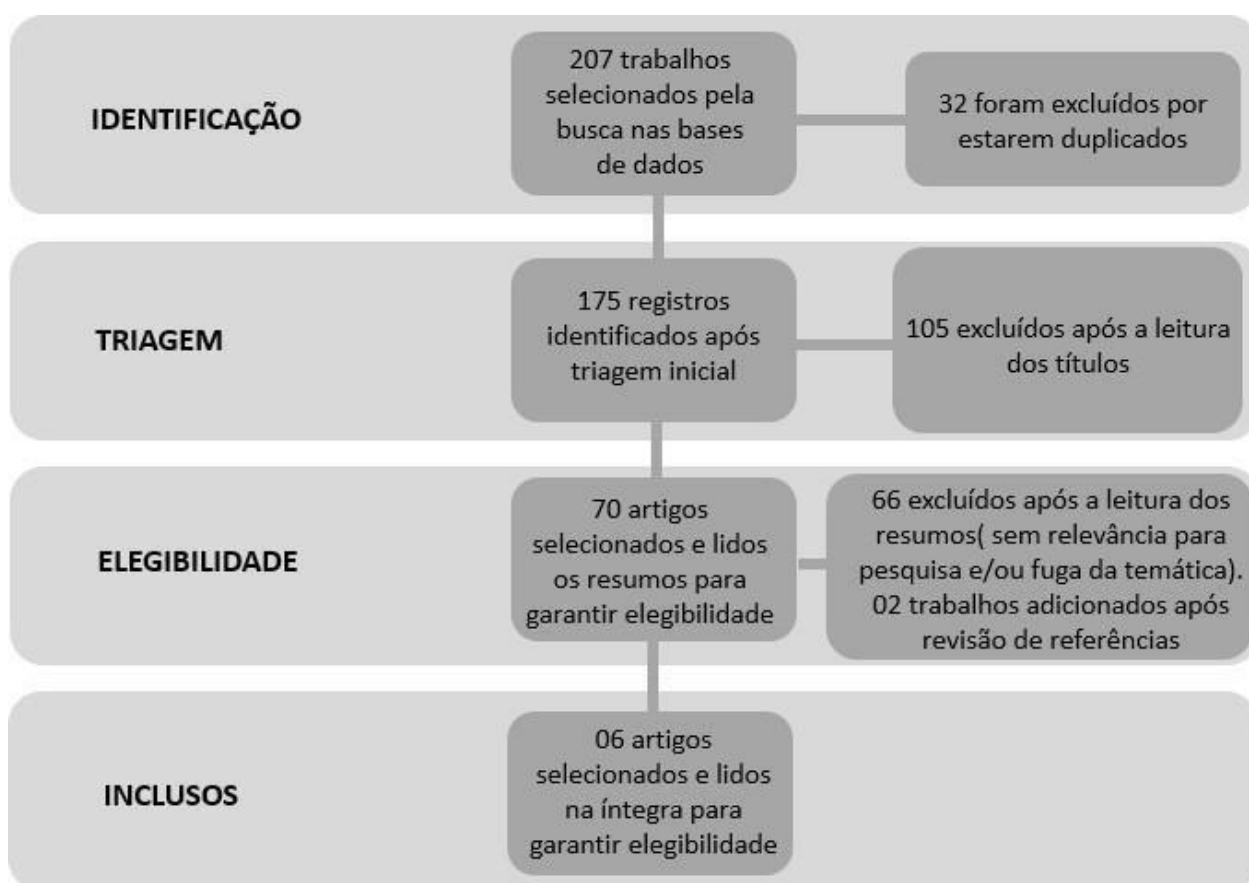 IDENTIFICAÇÃO
207 trabalhos
selecionados pela
busca nas bases
de dados
32 foram excluídos por
estarem duplicados
TRIAGEM
175 registros
identificados após
triagem inicial
105 excluídos após a leitura
dos títulos
ELEGIBILIDADE
70 artigos
selecionados e lidos
os resumos para
garantir elegibilidade
66 excluídos após a leitura dos
resumos( sem relevância para
pesquisa e/ou fuga da temática).
02 trabalhos adicionados após
revisão de referências
INCLUSOS
06 artigos
selecionados e lidos
na íntegra para
garantir elegibilidade